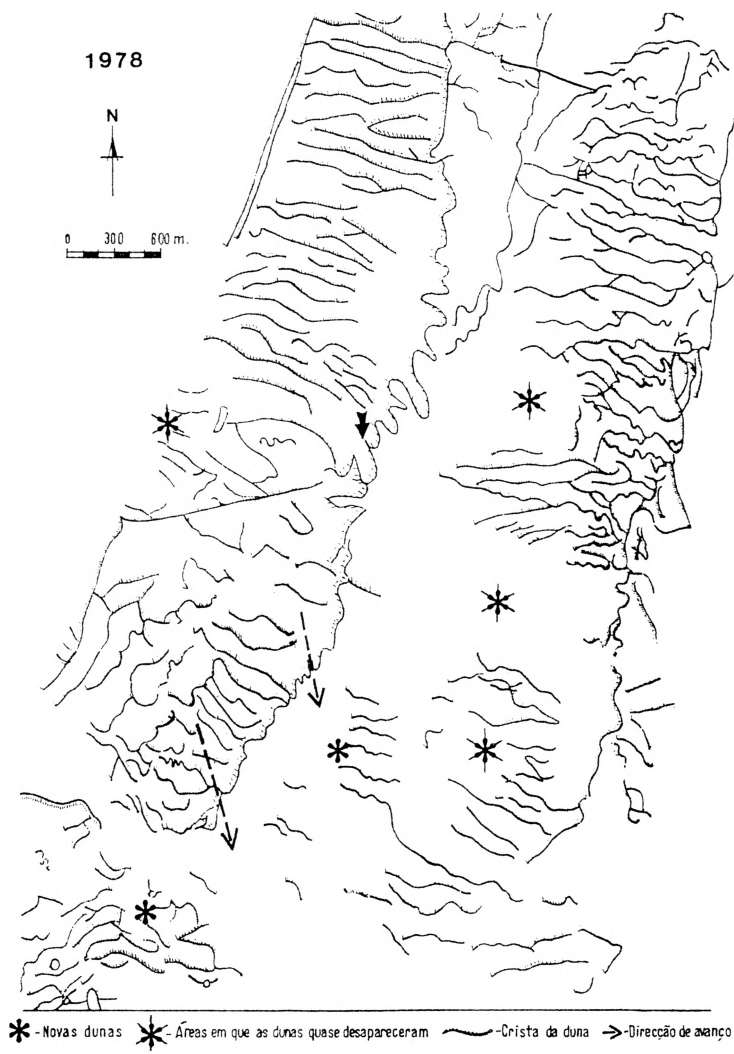 1978
N
0 300 600 m.
- Novas dunas - Áreas em que as dunas quase desapareceram - Crista da duna - Direcção de avanço